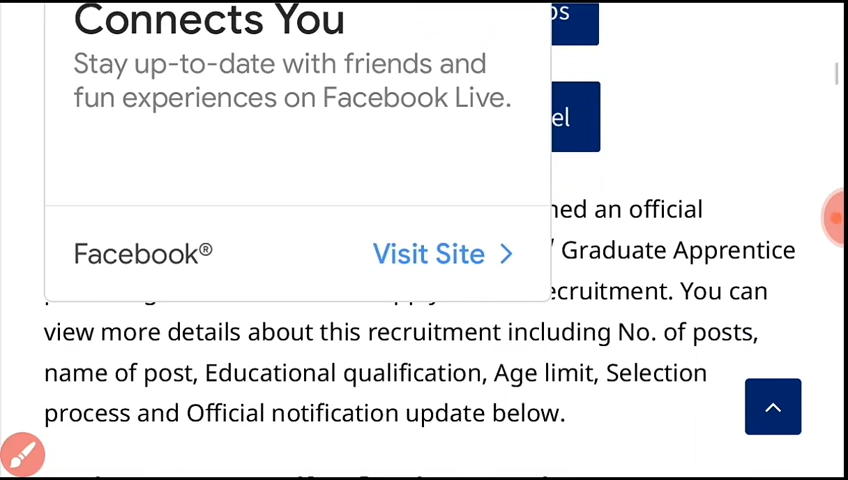 Connects You
Stay up-to-date with friends and
fun experiences on Facebook Live.
Facebook®
Visit Site
an official
Graduate Apprentice
You can
view more details about this recruitment including No. of posts,
name of post, Educational qualification, Age limit, Selection
process and Official notification update below.